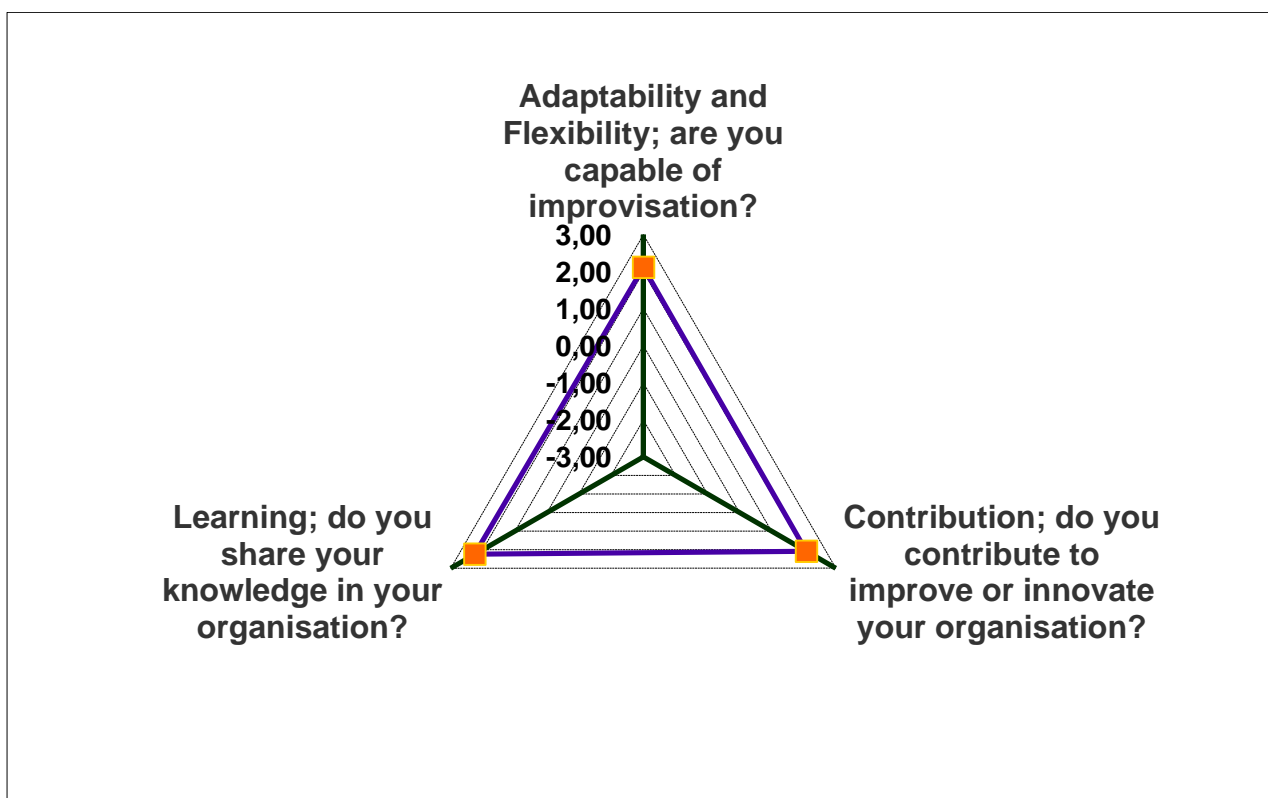 Adaptability and
Flexibility; are you
capable of
improvisation?
3,00
2,00
1,00
0,00
-1,00
-2,00
-3,00
Learning; do you
share your
knowledge in your
organisation?
Contribution; do you
contribute to
improve or innovate
your organisation?